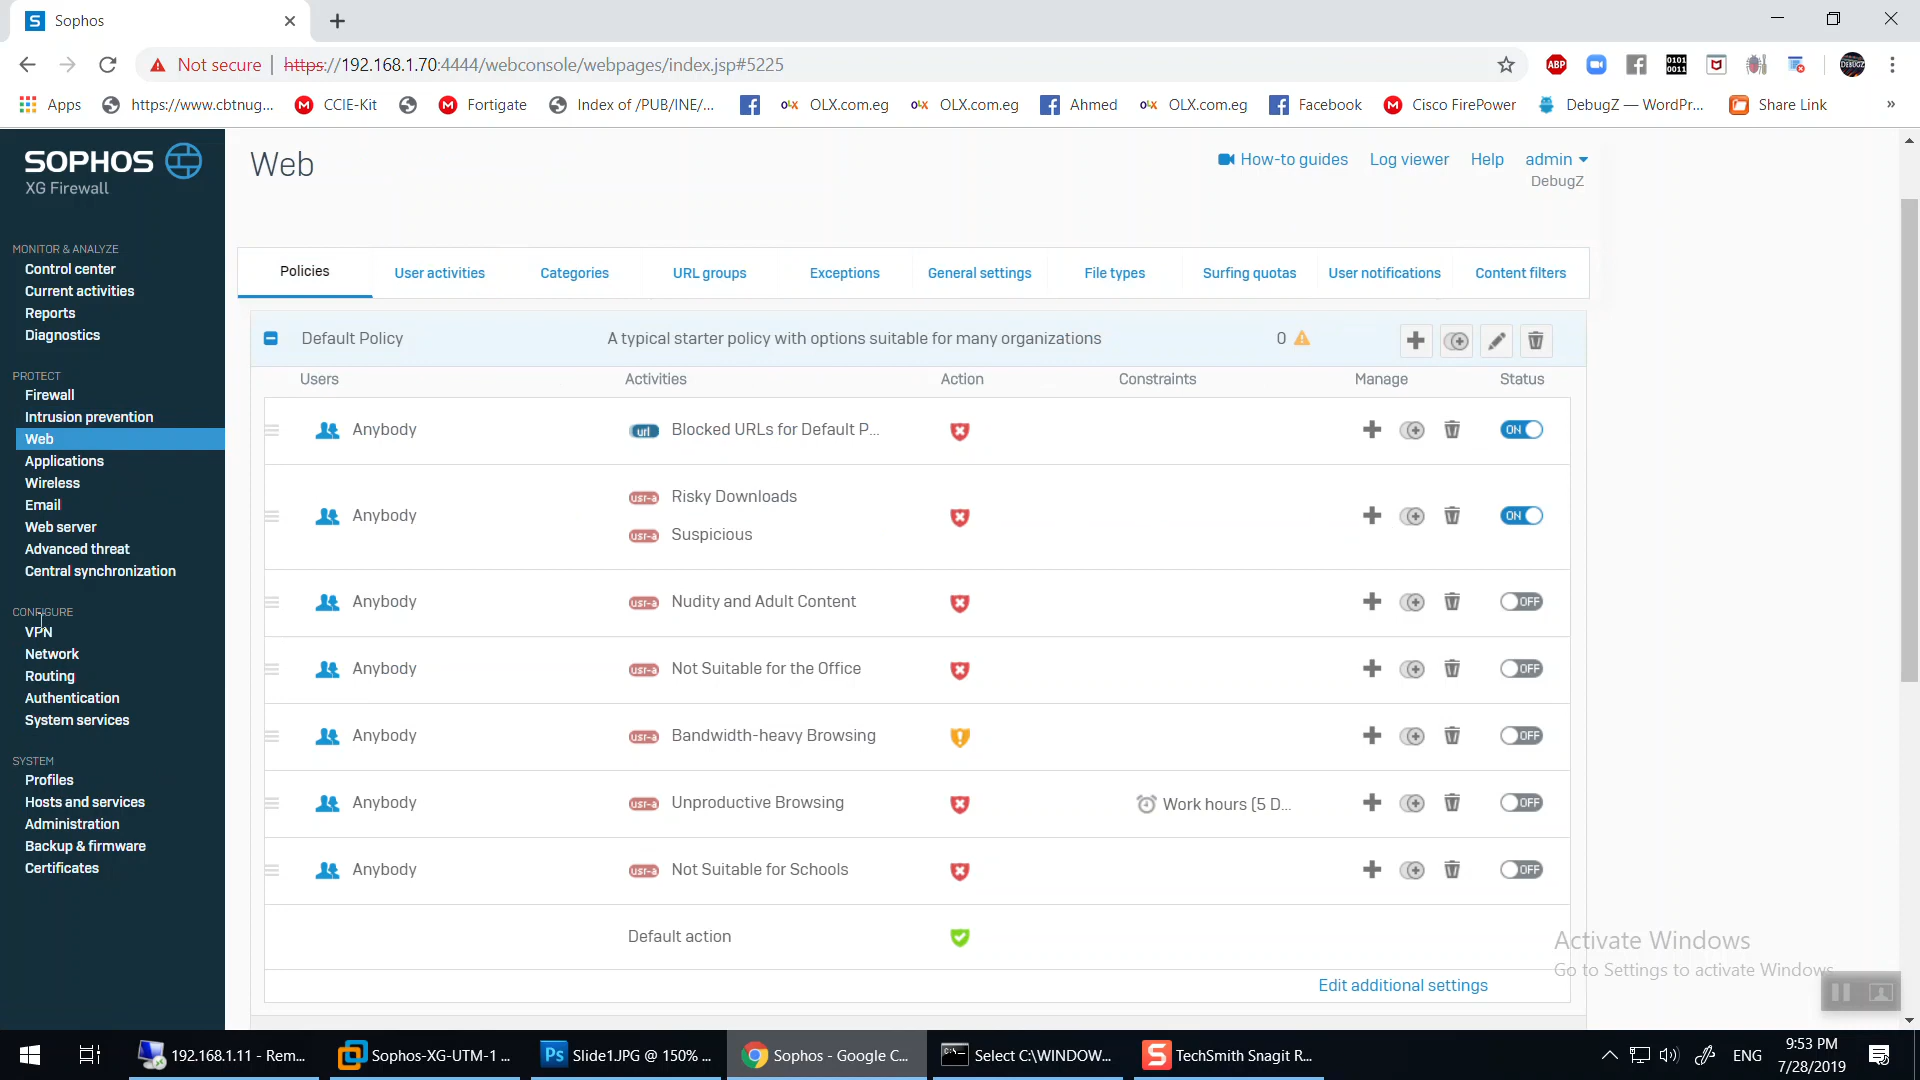 Sophos
Not secure | https://192.168.1.70:4444/webconsole/webpages/index.jsp#5225
ABP
0101
0011
DEBUGZ
Apps
https://www.cbtnug...
CCIE-Kit
Fortigate
Index of /PUB/INE/...
OLX.com.eg
OLX.com.eg
Ahmed
OLX.com.eg
Facebook
Cisco FirePower
DebugZ — WordPr...
Share Link
»
SOPHOS
XG Firewall
MONITOR & ANALYZE
Control center
Current activities
Reports
Diagnostics
PROTECT
Firewall
Intrusion prevention
Web
Applications
Wireless
Email
Web server
Advanced threat
Central synchronization
CONFIGURE
VPN
Network
Routing
Authentication
System services
SYSTEM
Profiles
Hosts and services
Administration
Backup & firmware
Certificates
Web
How-to guides
Log viewer
Help
admin
DebugZ
Policies
User activities
Categories
URL groups
Exceptions
General settings
File types
Surfing quotas
User notifications
Content filters
Default Policy
A typical starter policy with options suitable for many organizations
0
Users
Activities
Action
Constraints
Manage
Status
Anybody
url
Blocked URLs for Default P...
ON
Anybody
usr-a
Risky Downloads
usr-a
Suspicious
ON
Anybody
usr-a
Nudity and Adult Content
OFF
Anybody
usr-a
Not Suitable for the Office
OFF
Anybody
usr-a
Bandwidth-heavy Browsing
OFF
Anybody
usr-a
Unproductive Browsing
Work hours (5 D...
OFF
Anybody
usr-a
Not Suitable for Schools
OFF
Default action
Edit additional settings
Activate Windows
Go to Settings to activate Windows.
192.168.1.11 - Rem...
Sophos-XG-UTM-1 ...
Ps
Slide1.JPG @ 150% ...
Sophos - Google C...
Select C:\WINDOW...
TechSmith Snagit R...
ENG
9:53 PM
7/28/2019